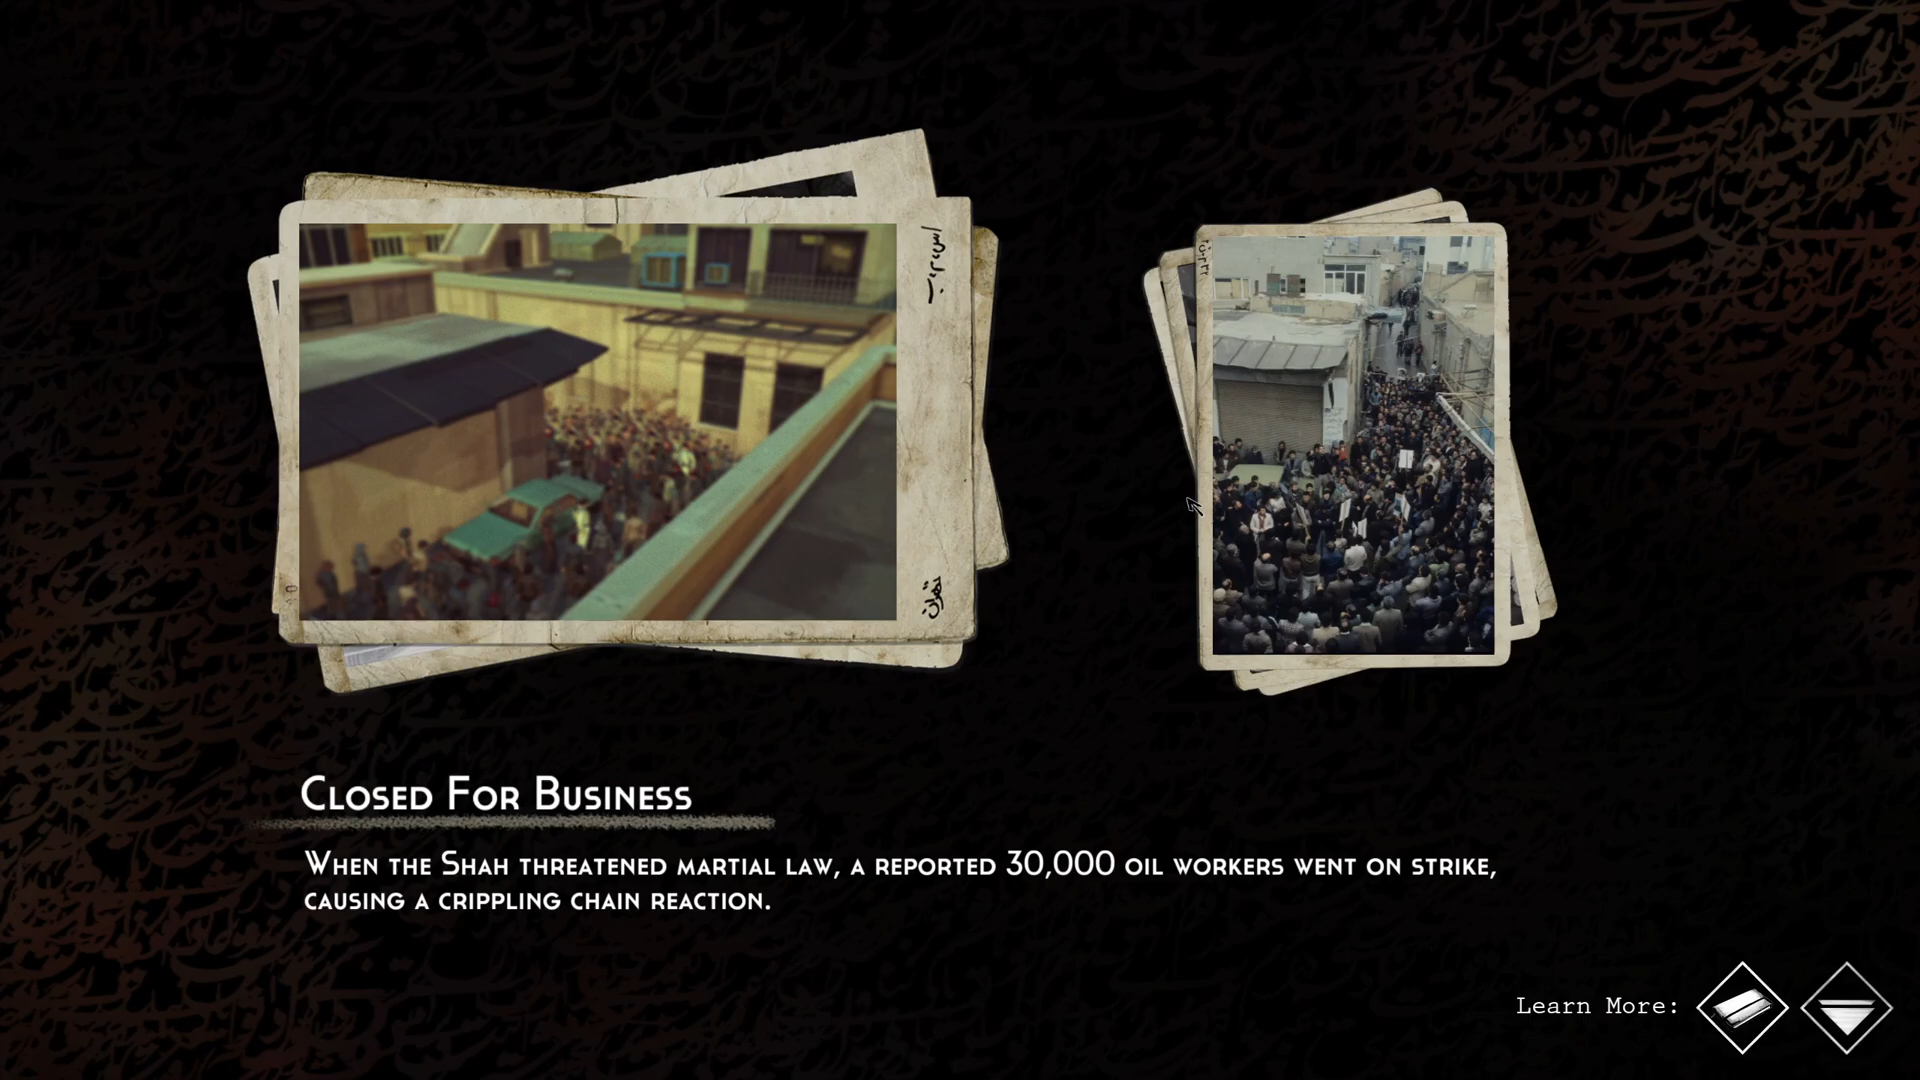 تهران
Closed For Business
When the Shah threatened martial law, a reported 30,000 oil workers went on strike,
causing a crippling chain reaction.
Learn More: